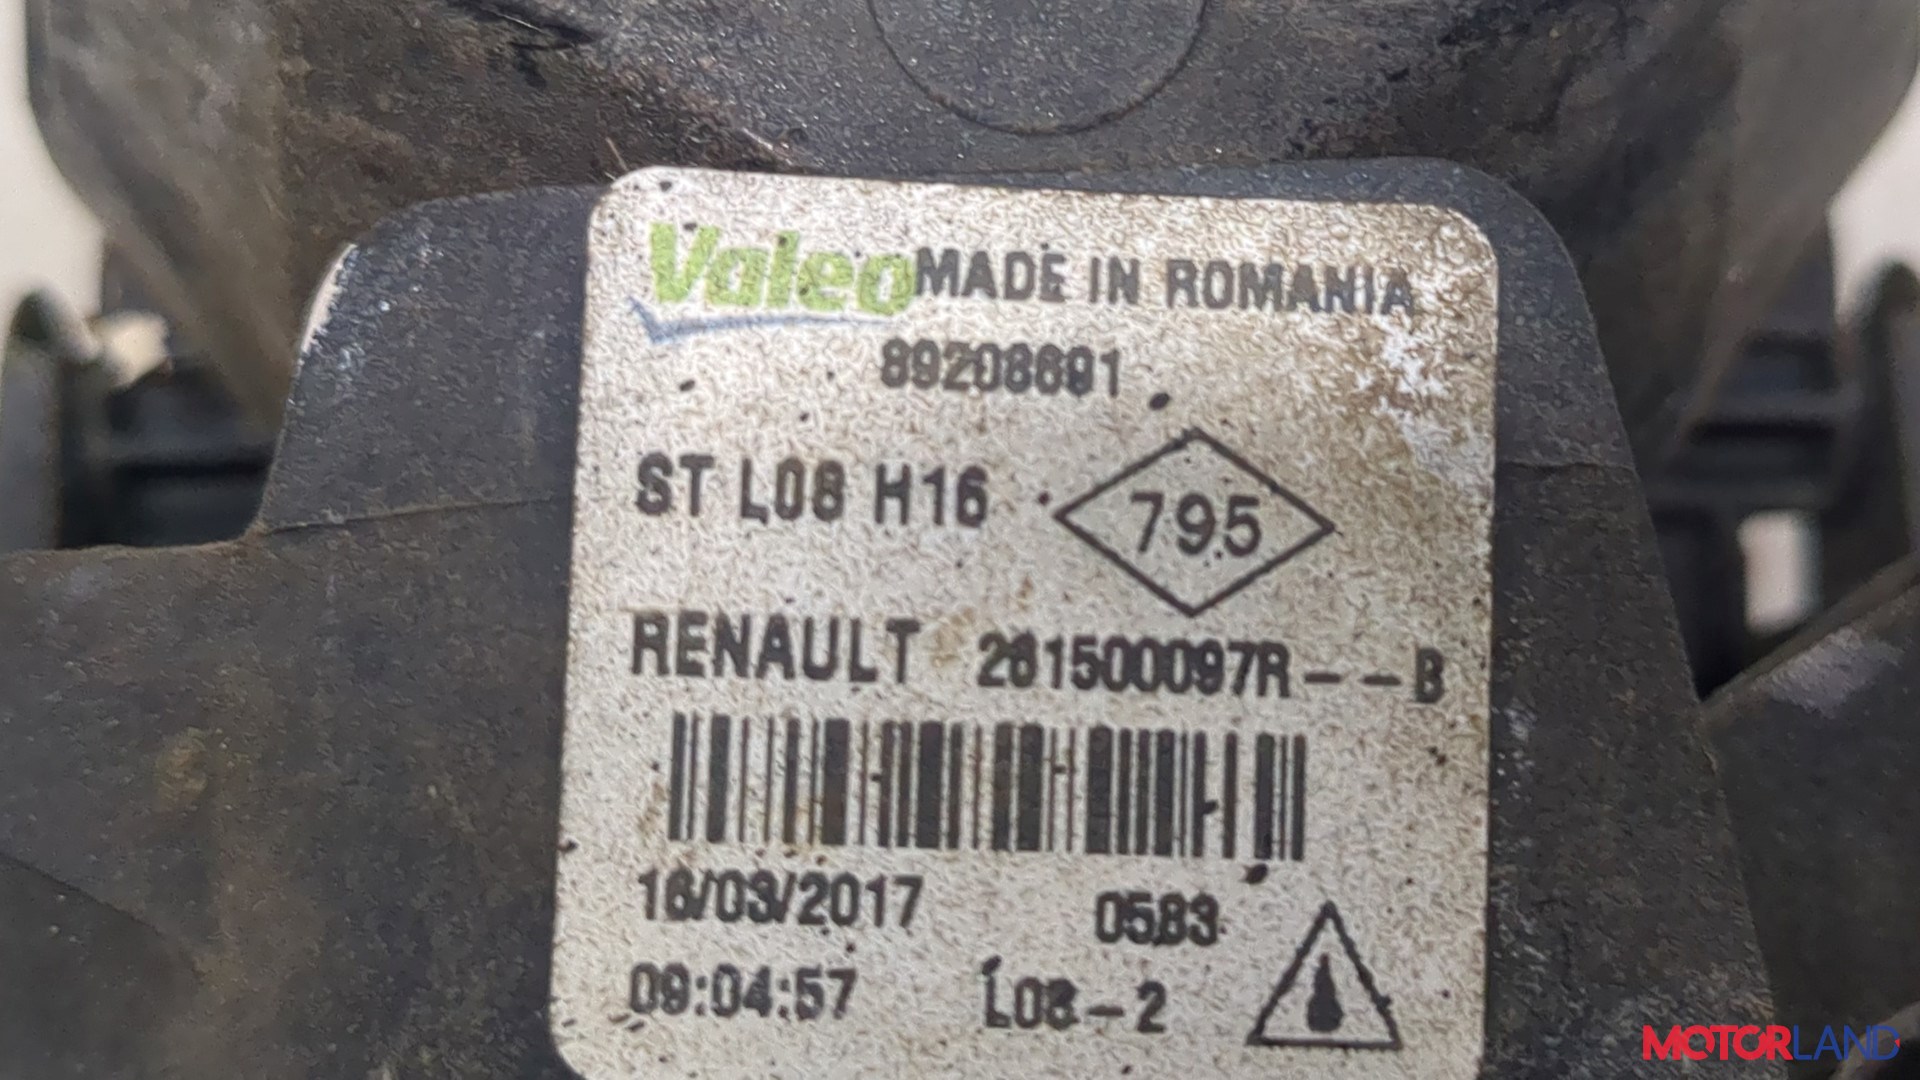 Valeo MADE IN ROMANIA
89208691
ST L08 H16 795
RENAULT 261500097R--B
16/03/2017 0583
09:04:57 L08-2
MOTORLAND